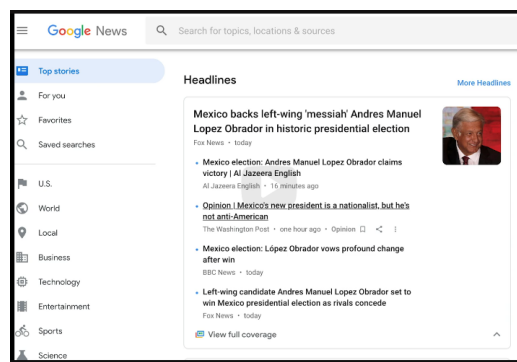 Google News
Search for topics, locations & sources
Top stories
For you
Favorites
Saved searches
U.S.
World
Local
Business
Technology
Entertainment
Sports
Science
Headlines
More Headlines
Mexico backs left-wing 'messiah' Andres Manuel
Lopez Obrador in historic presidential election
Fox News • today
Mexico election: Andres Manuel Lopez Obrador claims
victory | Al Jazeera English
Al Jazeera English • 16 minutes ago
Opinion | Mexico's new president is a nationalist, but he's
not anti-American
The Washington Post • one hour ago • Opinion
Mexico election: López Obrador vows profound change
after win
BBC News • today
Left-wing candidate Andres Manuel Lopez Obrador set to
win Mexico presidential election as rivals concede
Fox News • today
View full coverage